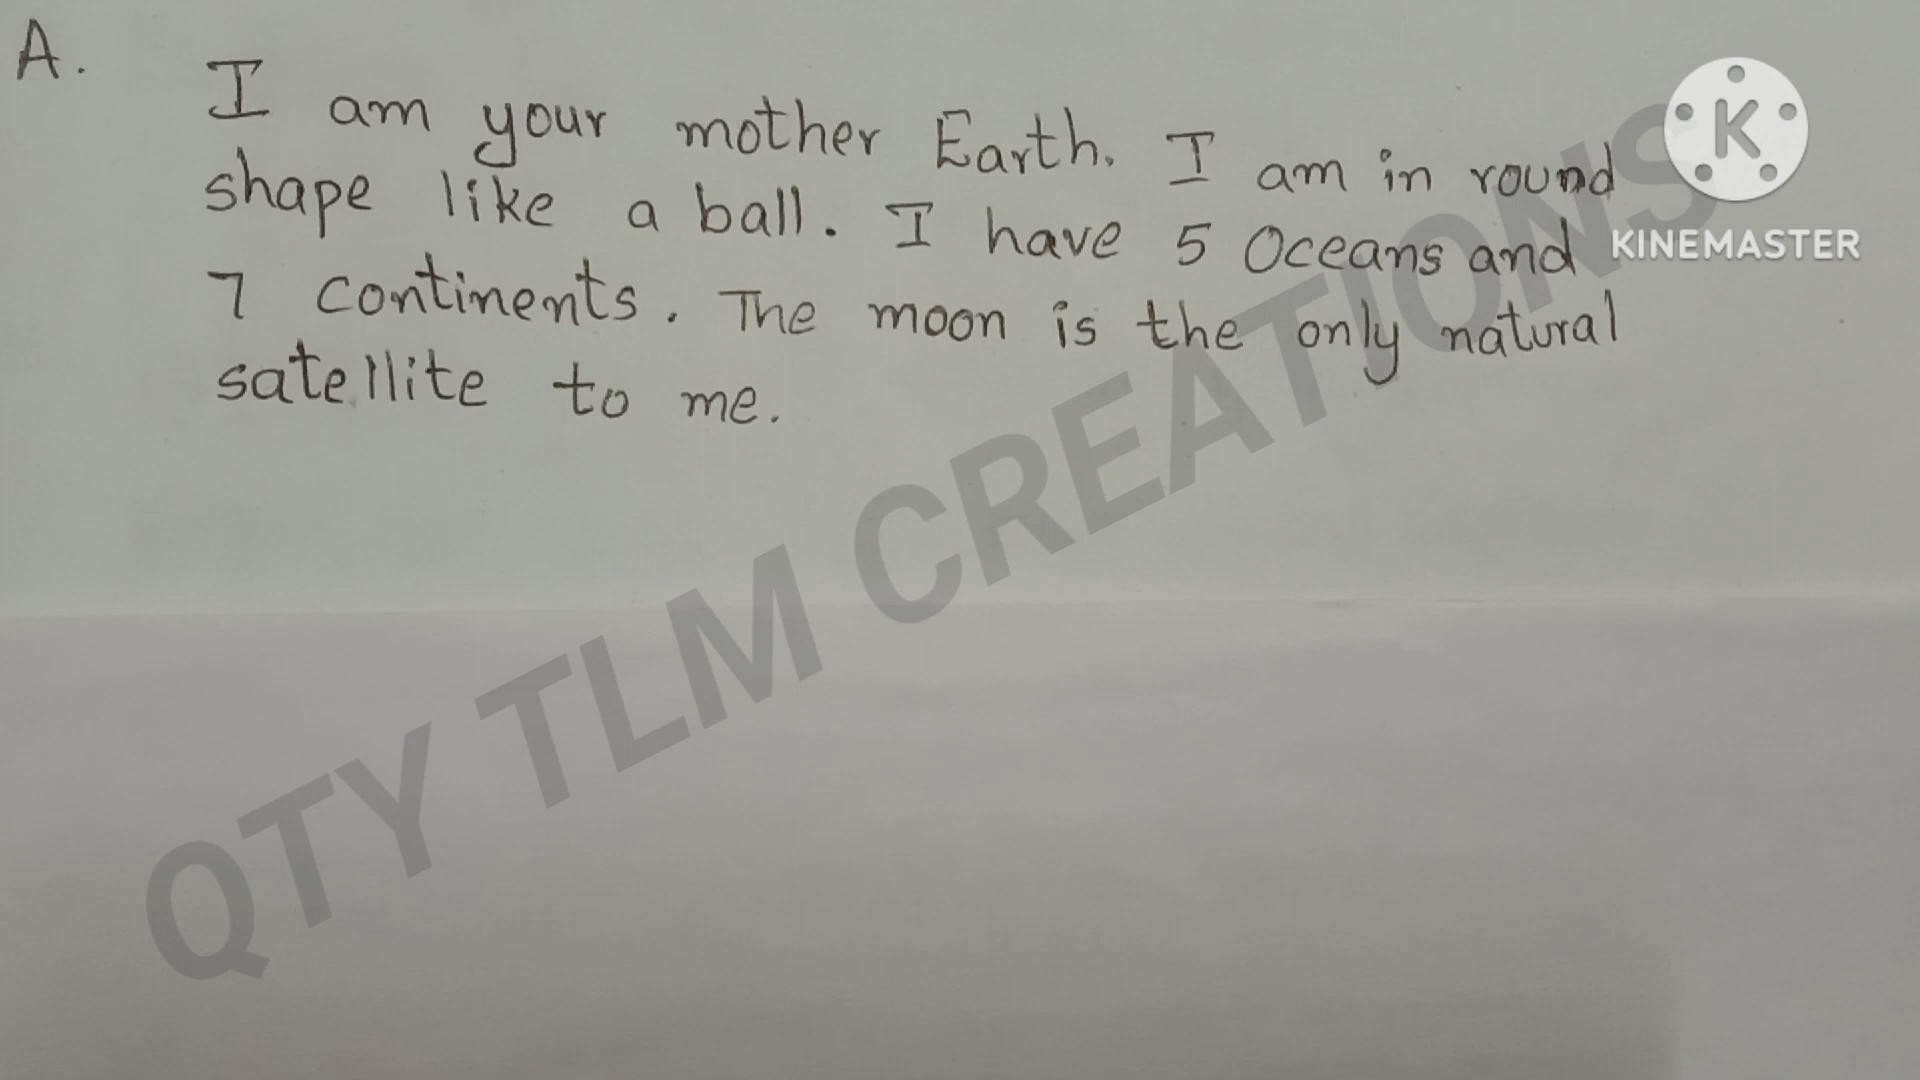 A.
I am your mother Earth. I am in round
shape like a ball. I have 5 Oceans and
7 continents. The moon is the only natural
satellite to me.
K
KINEMASTER
QTY TLM CREATIONS